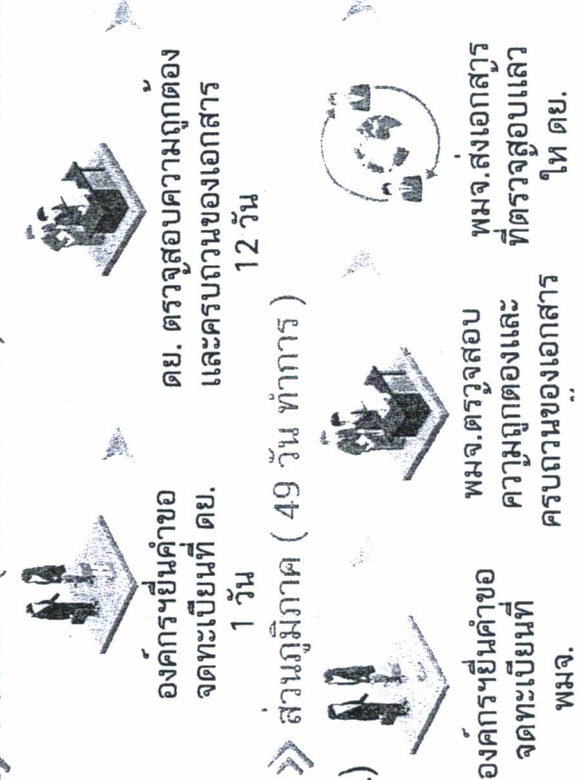 องค์กรฯยื่นคำขอ
จดทะเบียนที่ ดย.
1 วัน
ดย. ตรวจสอบความถูกต้อง
และครบถ้วนของเอกสาร
12 วัน
ส่วนภูมิภาค ( 49 วัน ทำการ )
องค์กรฯยื่นคำขอ
จดทะเบียนที่
พมจ.
พมจ.ตรวจสอบ
ความถูกต้องและ
ครบถ้วนของเอกสาร
พมจ.ส่งเอกสาร
ที่ตรวจสอบแล้ว
ให้ ดย.